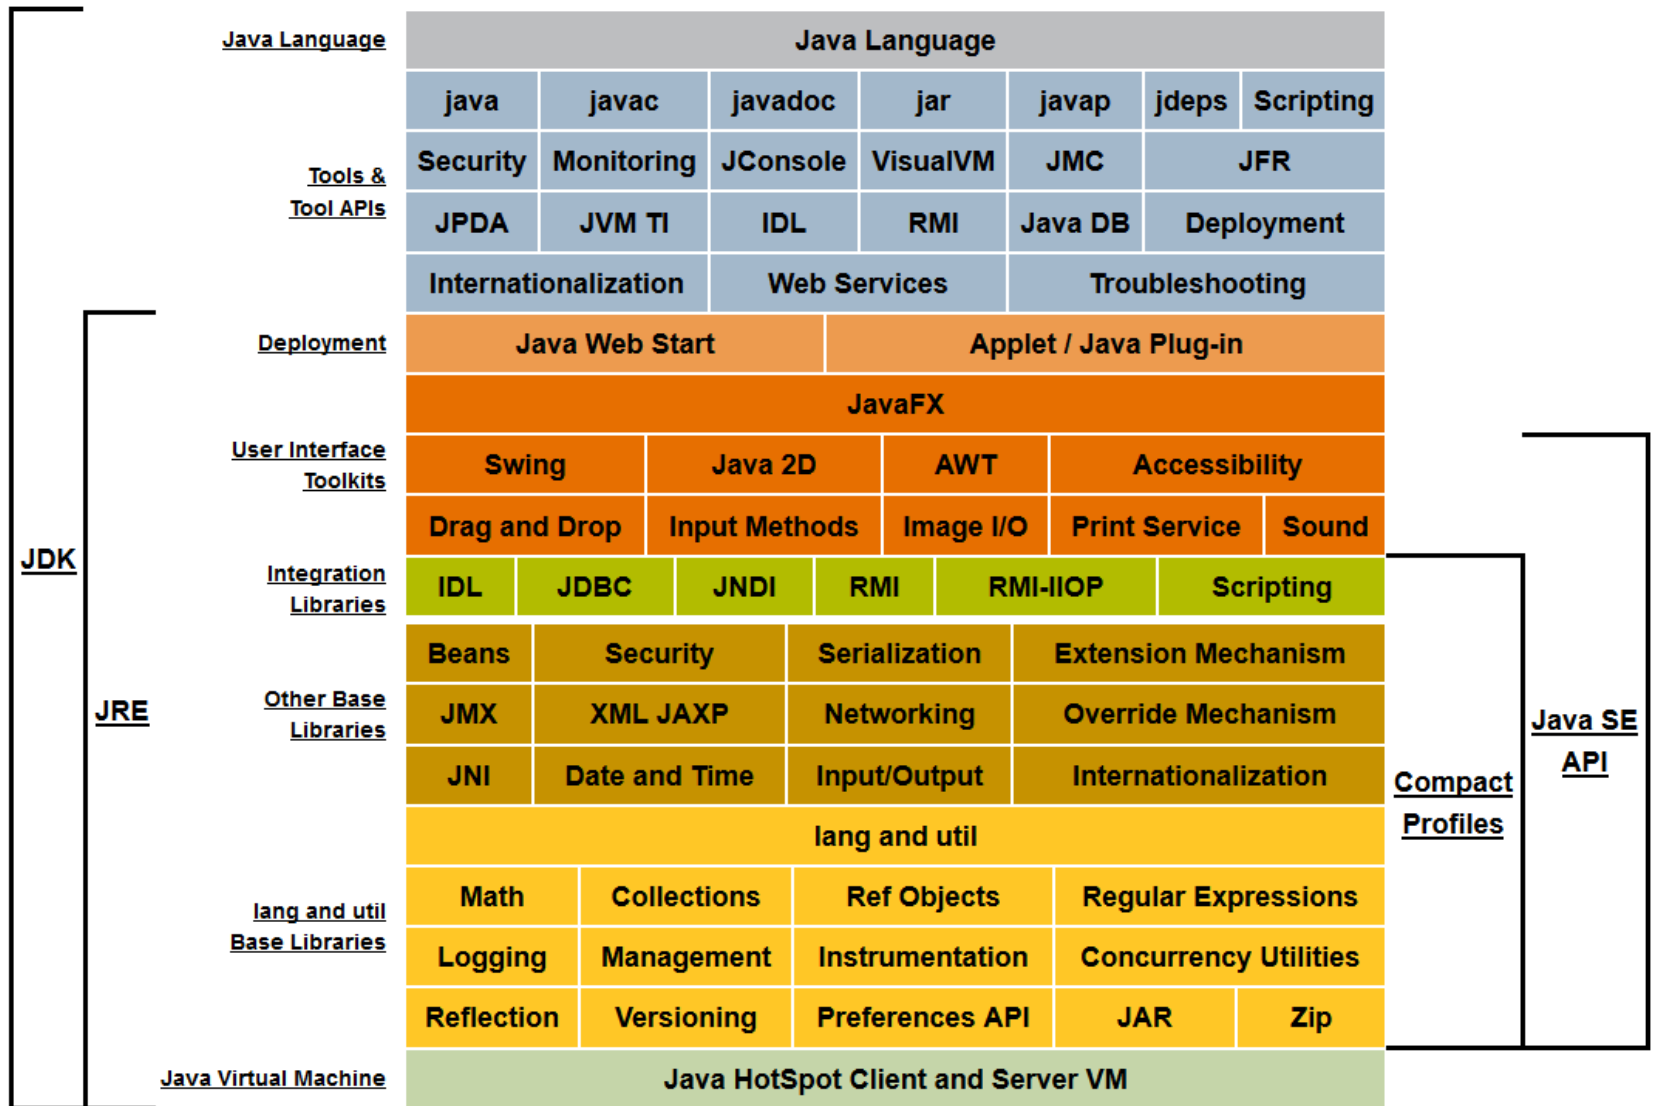 Java Language
Java Language
java javac javadoc jar javap jdeps Scripting
Tools &
Tool APIs
Security Monitoring JConsole VisualVM JMC JFR
JPDA JVM TI IDL RMI Java DB Deployment
Internationalization Web Services Troubleshooting
Deployment
Java Web Start Applet / Java Plug-in
JavaFX
User Interface
Toolkits
Swing Java 2D AWT Accessibility
Drag and Drop Input Methods Image I/O Print Service Sound
JDK
Integration
Libraries
IDL JDBC JNDI RMI RMI-IIOP Scripting
Beans Security Serialization Extension Mechanism
JRE
Other Base
Libraries
JMX XML JAXP Networking Override Mechanism
Java SE
API
JNI Date and Time Input/Output Internationalization
Compact
Profiles
lang and util
lang and util
Base Libraries
Math Collections Ref Objects Regular Expressions
Logging Management Instrumentation Concurrency Utilities
Reflection Versioning Preferences API JAR Zip
Java Virtual Machine
Java HotSpot Client and Server VM